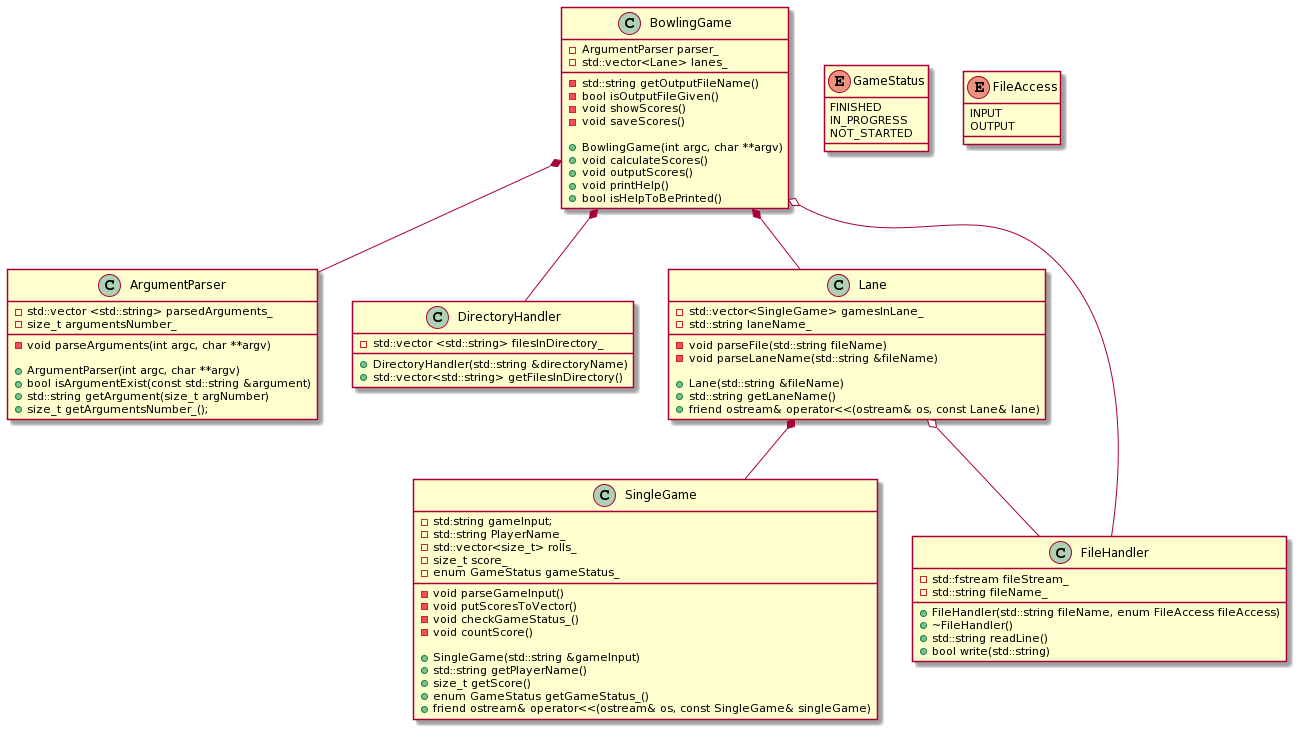 C BowlingGame
ArgumentParser parser_
std::vector<Lane> lanes_
std::string getOutputFileName()
bool isOutputFileGiven()
void showScores()
void saveScores()
BowlingGame(int argc, char **argv)
void calculateScores()
void outputScores()
void printHelp()
bool isHelpToBePrinted()
E GameStatus
FINISHED
IN_PROGRESS
NOT_STARTED
E FileAccess
INPUT
OUTPUT
C ArgumentParser
std::vector <std::string> parsedArguments_
size_t argumentsNumber_
void parseArguments(int argc, char **argv)
ArgumentParser(int argc, char **argv)
bool isArgumentExist(const std::string &argument)
std::string getArgument(size_t argNumber)
size_t getArgumentsNumber_();
C DirectoryHandler
std::vector <std::string> filesInDirectory_
DirectoryHandler(std::string &directoryName)
std::vector<std::string> getFilesInDirectory()
C Lane
std::vector<SingleGame> gamesInLane_
std::string laneName_
void parseFile(std::string fileName)
void parseLaneName(std::string &fileName)
Lane(std::string &fileName)
std::string getLaneName()
friend ostream& operator<<(ostream& os, const Lane& lane)
C SingleGame
std:string gameInput;
std::string PlayerName_
std::vector<size_t> rolls_
size_t score_
enum GameStatus gameStatus_
void parseGameInput()
void putScoresToVector()
void checkGameStatus_()
void countScore()
SingleGame(std::string &gameInput)
std::string getPlayerName()
size_t getScore()
enum GameStatus getGameStatus_()
friend ostream& operator<<(ostream& os, const SingleGame& singleGame)
C FileHandler
std::fstream fileStream_
std::string fileName_
FileHandler(std::string fileName, enum FileAccess fileAccess)
~FileHandler()
std::string readLine()
bool write(std::string)